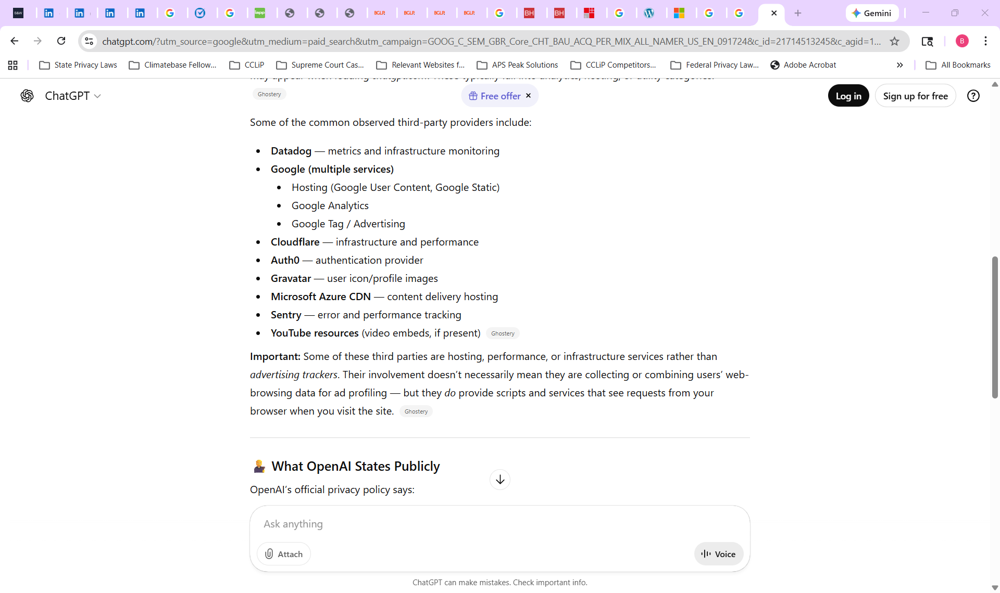 S&W
iapp
BCLP.
BCLP.
BCLP.
BCLP.
BH
BH
Gemini
chatgpt.com/?utm_source=google&utm_medium=paid_search&utm_campaign=GOOG_C_SEM_GBR_Core_CHT_BAU_ACQ_PER_MIX_ALL_NAMER_US_EN_091724&c_id=21714513245&c_agid=1...
B
State Privacy Laws
Climatebase Fellow...
CCLiP
Supreme Court Cas...
Relevant Websites f...
APS Peak Solutions
CCLiP Competitors...
Federal Privacy Law...
Adobe Acrobat
All Bookmarks
ChatGPT
Ghostery
Free offer
Log in
Sign up for free
Some of the common observed third-party providers include:
• Datadog — metrics and infrastructure monitoring
• Google (multiple services)
• Hosting (Google User Content, Google Static)
• Google Analytics
• Google Tag / Advertising
• Cloudflare — infrastructure and performance
• Auth0 — authentication provider
• Gravatar — user icon/profile images
• Microsoft Azure CDN — content delivery hosting
• Sentry — error and performance tracking
• YouTube resources (video embeds, if present) Ghostery
Important: Some of these third parties are hosting, performance, or infrastructure services rather than
advertising trackers. Their involvement doesn’t necessarily mean they are collecting or combining users’ web-
browsing data for ad profiling — but they do provide scripts and services that see requests from your
browser when you visit the site. Ghostery
What OpenAI States Publicly
OpenAI’s official privacy policy says:
Ask anything
Attach
Voice
ChatGPT can make mistakes. Check important info.